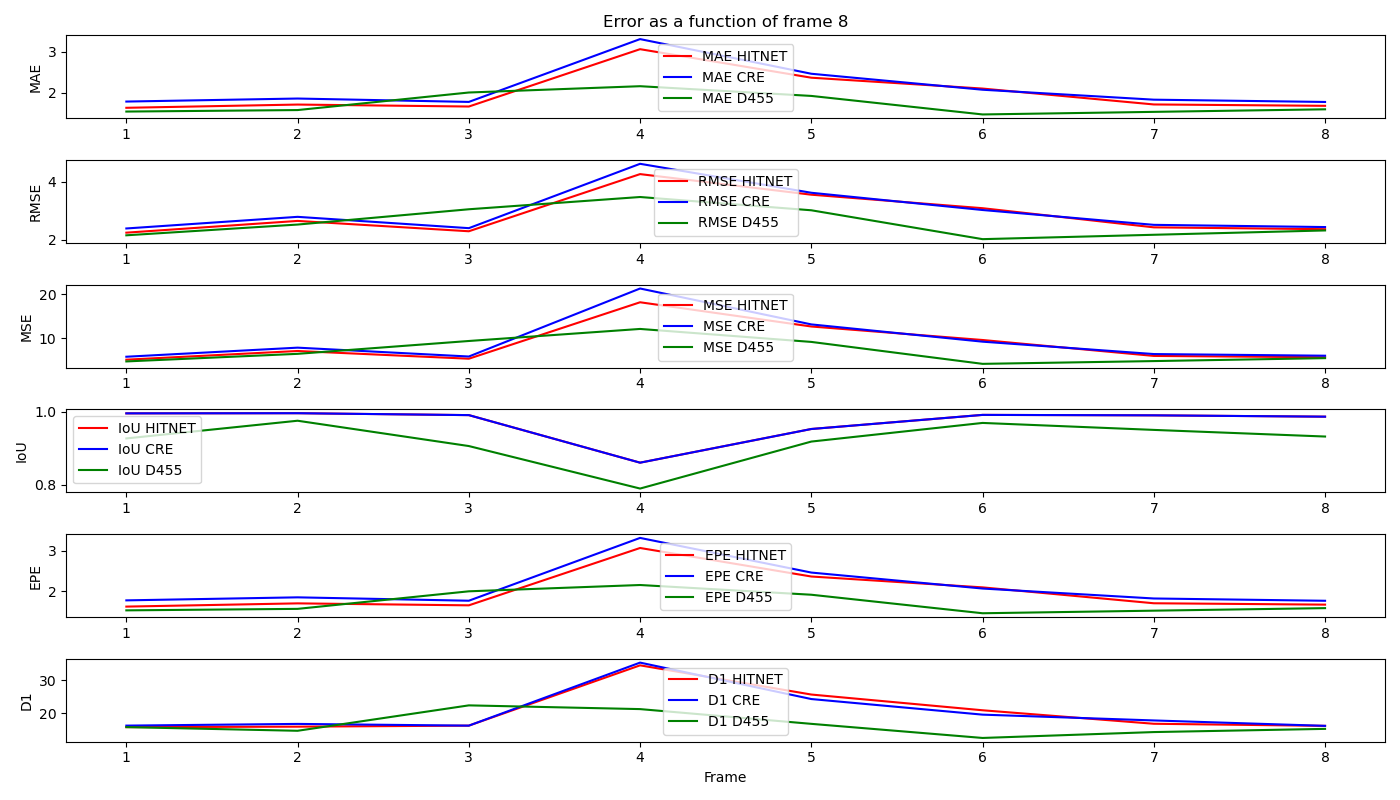 Error as a function of frame 8
MAE
3
2
MAE HITNET
MAE CRE
MAE D455
1 2 3 4 5 6 7 8
RMSE
4
2
RMSE HITNET
RMSE CRE
RMSE D455
1 2 3 4 5 6 7 8
MSE
20
10
MSE HITNET
MSE CRE
MSE D455
1 2 3 4 5 6 7 8
IoU
1.0
0.8
IoU HITNET
IoU CRE
IoU D455
1 2 3 4 5 6 7 8
EPE
3
2
EPE HITNET
EPE CRE
EPE D455
1 2 3 4 5 6 7 8
D1
30
20
D1 HITNET
D1 CRE
D1 D455
1 2 3 4 5 6 7 8
Frame